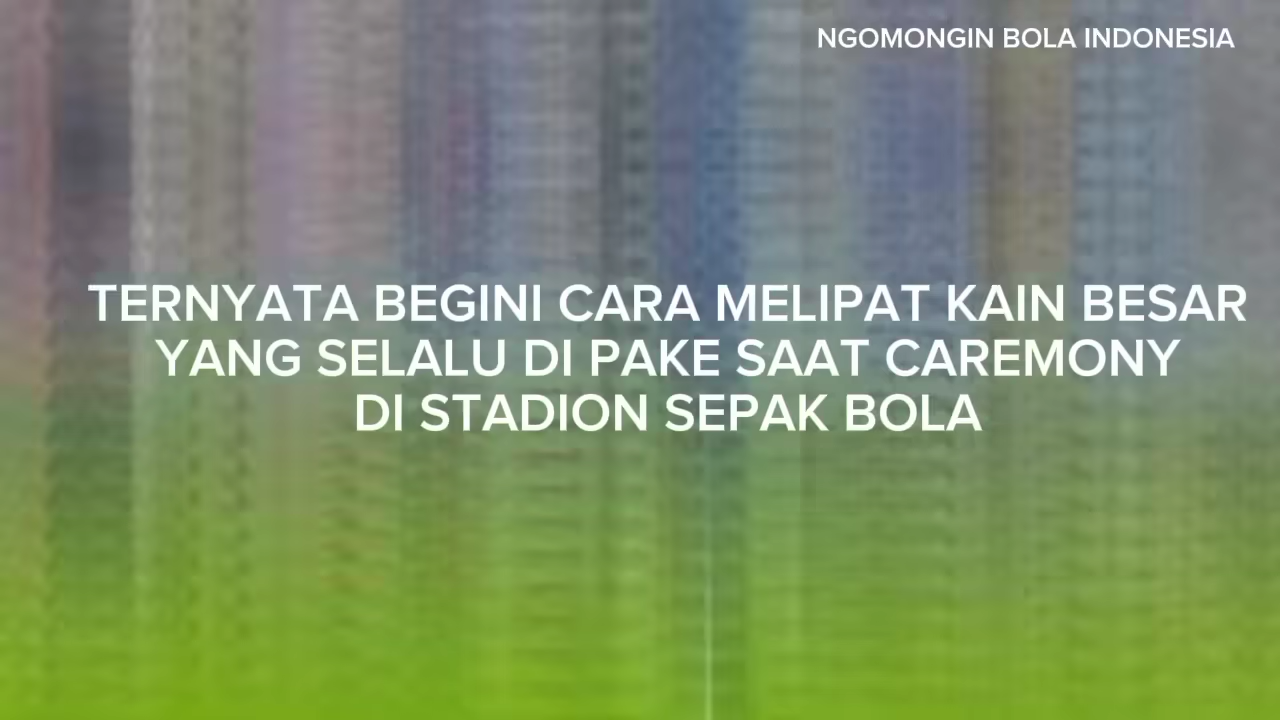 NGOMONGIN BOLA INDONESIA
TERNYATA BEGINI CARA MELIPAT KAIN BESAR
YANG SELALU DI PAKE SAAT CAREMONY
DI STADION SEPAK BOLA